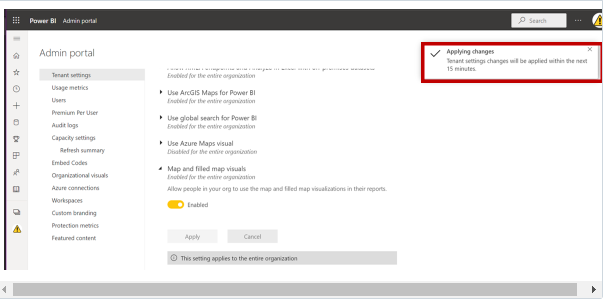 Power BI Admin portal
Search
Applying changes
Tenant settings changes will be applied within the next
15 minutes.
Admin portal
Tenant settings
Usage metrics
Users
Premium Per User
Audit logs
Capacity settings
Refresh summary
Embed Codes
Organizational visuals
Azure connections
Workspaces
Custom branding
Protection metrics
Featured content
Enabled for the entire organization
Use ArcGIS Maps for Power BI
Enabled for the entire organization
Use global search for Power BI
Enabled for the entire organization
Use Azure Maps visual
Disabled for the entire organization
Map and filled map visuals
Enabled for the entire organization
Allow people in your org to use the map and filled map visualizations in their reports.
Enabled
Apply
Cancel
This setting applies to the entire organization